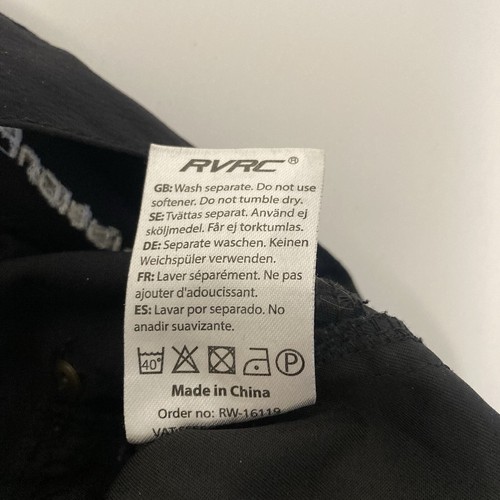 RVRC®
GB: Wash separate. Do not use
softener. Do not tumble dry.
SE: Tvättas separat. Använd ej
sköljmedel. Får ej torktumlas.
DE: Separate waschen. Keinen
Weichspüler verwenden.
FR: Laver séparément. Ne pas
ajouter d'adoucissant.
ES: Lavar por separado. No
anadir suavizante.
40° P
Made in China
Order no: RW-16119